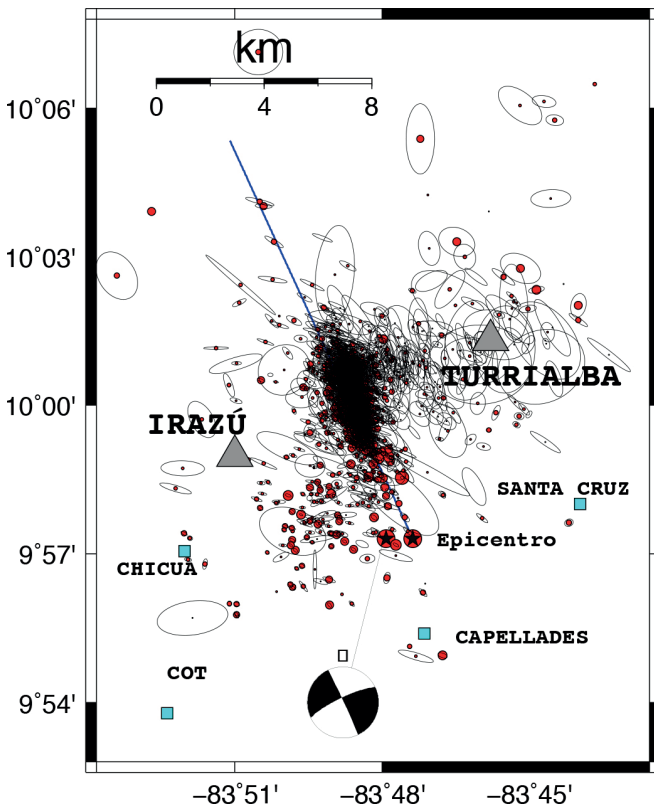 km
0 4 8
10°06'
10°03'
TURRIALBA
10°00'
IRAZÚ
SANTA CRUZ
Epicentro
9°57'
CHICUA
CAPELLADES
COT
9°54'
−83°51' −83°48' −83°45'